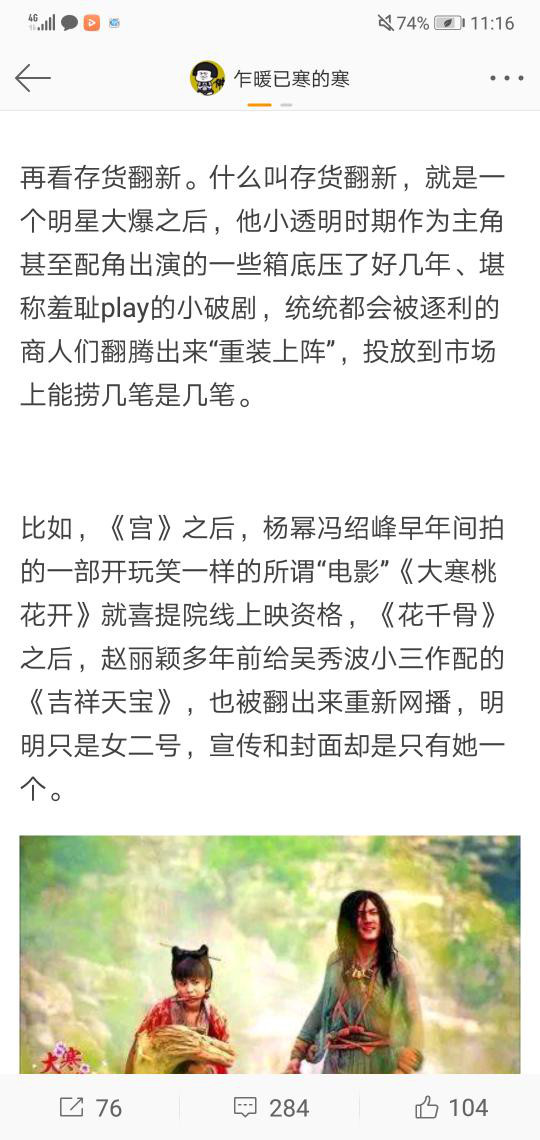 4G
74%
11:16
乍暖已寒的寒
再看存货翻新。什么叫存货翻新，就是一
个明星大爆之后，他小透明时期作为主角
甚至配角出演的一些箱底压了好几年、堪
称羞耻play的小破剧，统统都会被逐利的
商人们翻腾出来“重装上阵”，投放到市场
上能捞几笔是几笔。
比如，《宫》之后，杨幂冯绍峰早年间拍
的一部开玩笑一样的所谓“电影”《大寒桃
花开》就喜提院线上映资格，《花千骨》
之后，赵丽颖多年前给吴秀波小三作配的
《吉祥天宝》，也被翻出来重新网播，明
明只是女二号，宣传和封面却是只有她一
个。
大寒
76
284
104